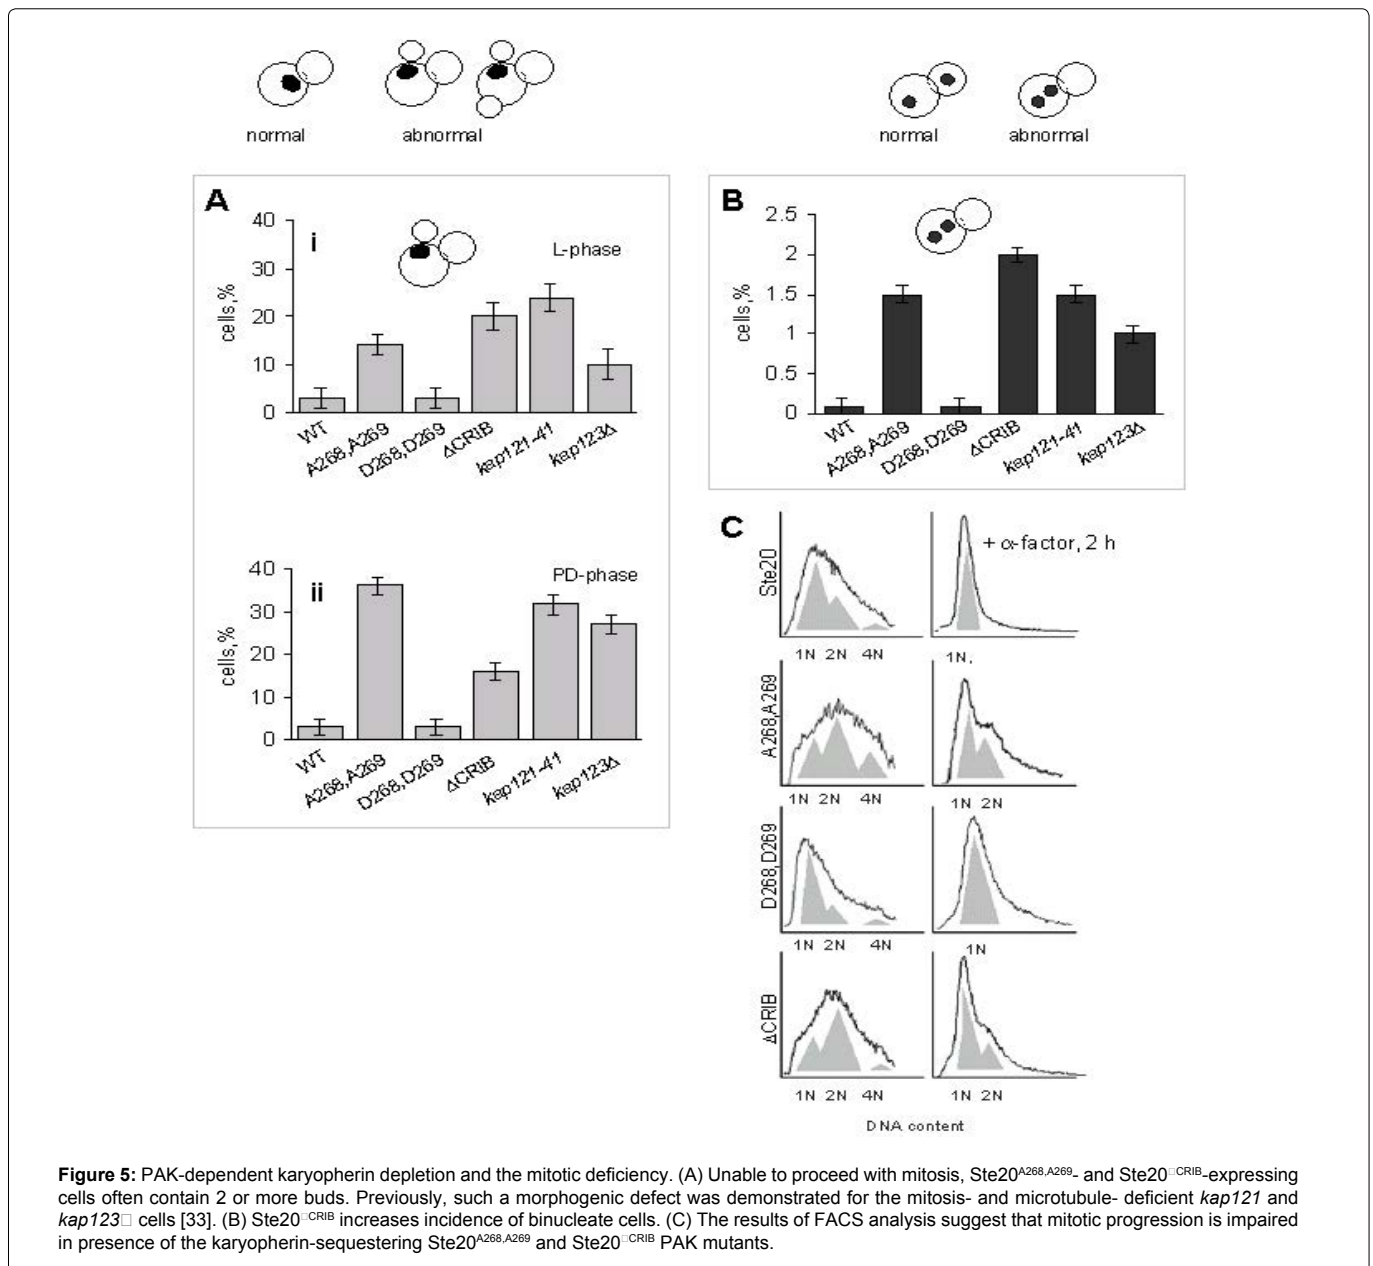 normal
abnormal
normal
abnormal
A
i
L-phase
cells,%
40
30
20
10
0
WT
A268,A269
D268,D269
ΔCRIB
kap121-41
kap123Δ
ii
PD-phase
cells,%
40
30
20
10
0
WT
A268,A269
D268,D269
ΔCRIB
kap121-41
kap123Δ
B
cells,%
2.5
2
1.5
1
0.5
0
WT
A268,A269
D268,D269
ΔCRIB
kap121-41
kap123Δ
C
Ste20
+ α-factor, 2 h
1N 2N 4N
1N.
A268,A269
1N 2N 4N
1N 2N
D268,D269
1N 2N 4N
1N
ΔCRIB
1N 2N 4N
1N 2N
DNA content
Figure 5: PAK-dependent karyopherin depletion and the mitotic deficiency. (A) Unable to proceed with mitosis, Ste20A268,A269- and Ste20□CRIB-expressing
cells often contain 2 or more buds. Previously, such a morphogenic defect was demonstrated for the mitosis- and microtubule- deficient kap121 and
kap123□ cells [33]. (B) Ste20□CRIB increases incidence of binucleate cells. (C) The results of FACS analysis suggest that mitotic progression is impaired
in presence of the karyopherin-sequestering Ste20A268,A269 and Ste20□CRIB PAK mutants.